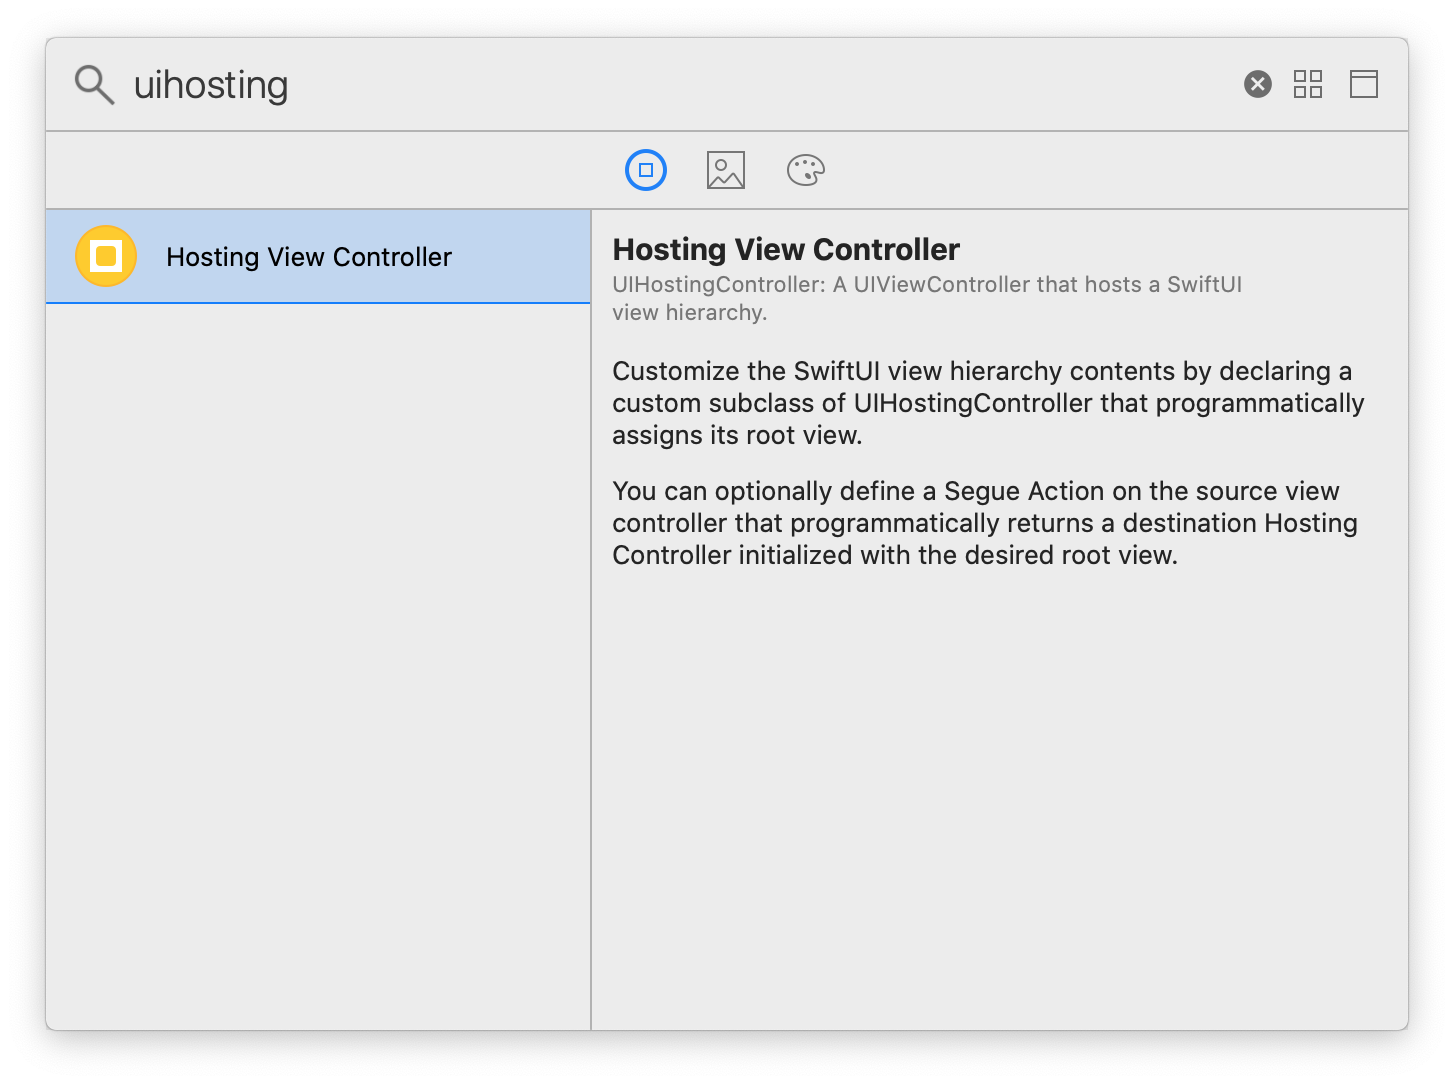 uihosting
Hosting View Controller
Hosting View Controller
UIHostingController: A UIViewController that hosts a SwiftUI
view hierarchy.
Customize the SwiftUI view hierarchy contents by declaring a
custom subclass of UIHostingController that programmatically
assigns its root view.
You can optionally define a Segue Action on the source view
controller that programmatically returns a destination Hosting
Controller initialized with the desired root view.